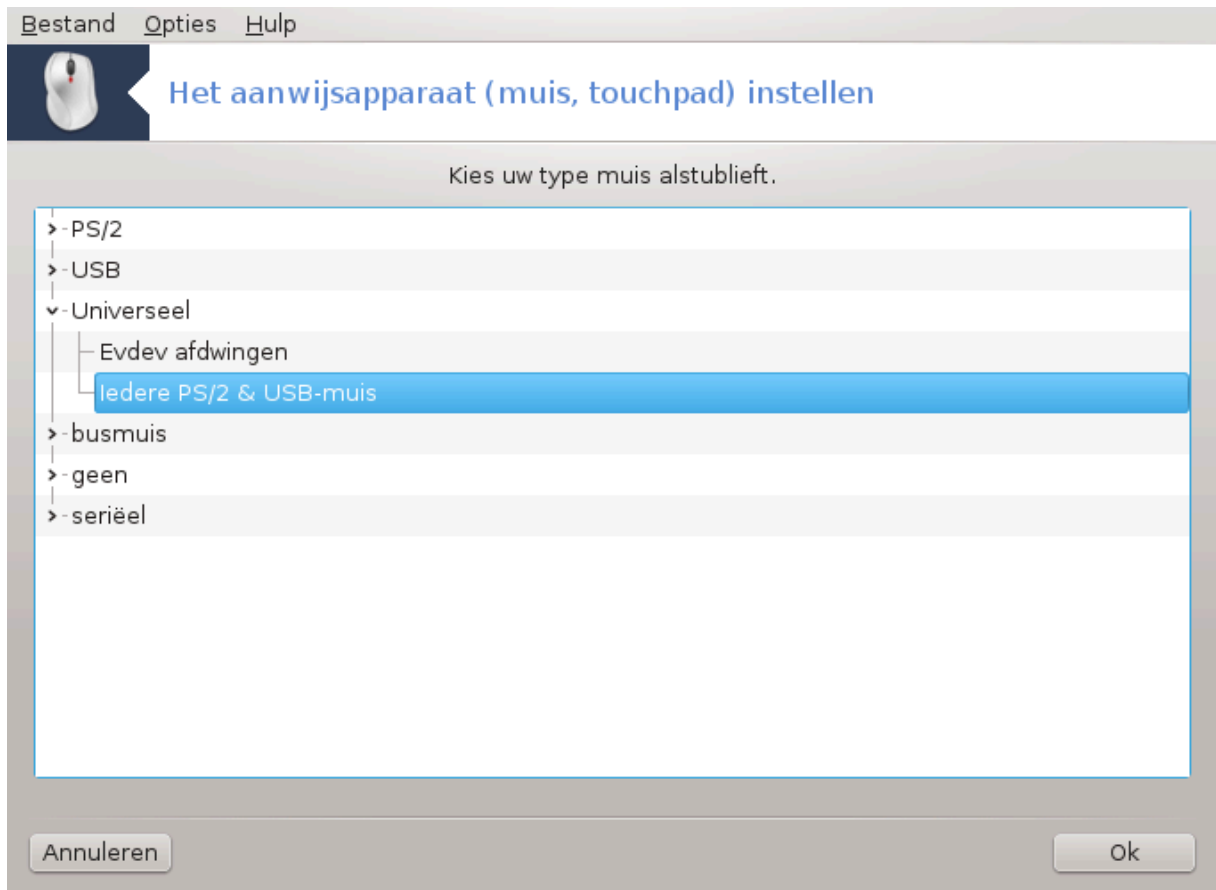 Bestand Opties Hulp
Het aanwijsapparaat (muis, touchpad) instellen
Kies uw type muis alstublieft.
PS/2
USB
Universeel
Evdev afdwingen
Iedere PS/2 & USB-muis
busmuis
geen
seriëel
Annuleren Ok